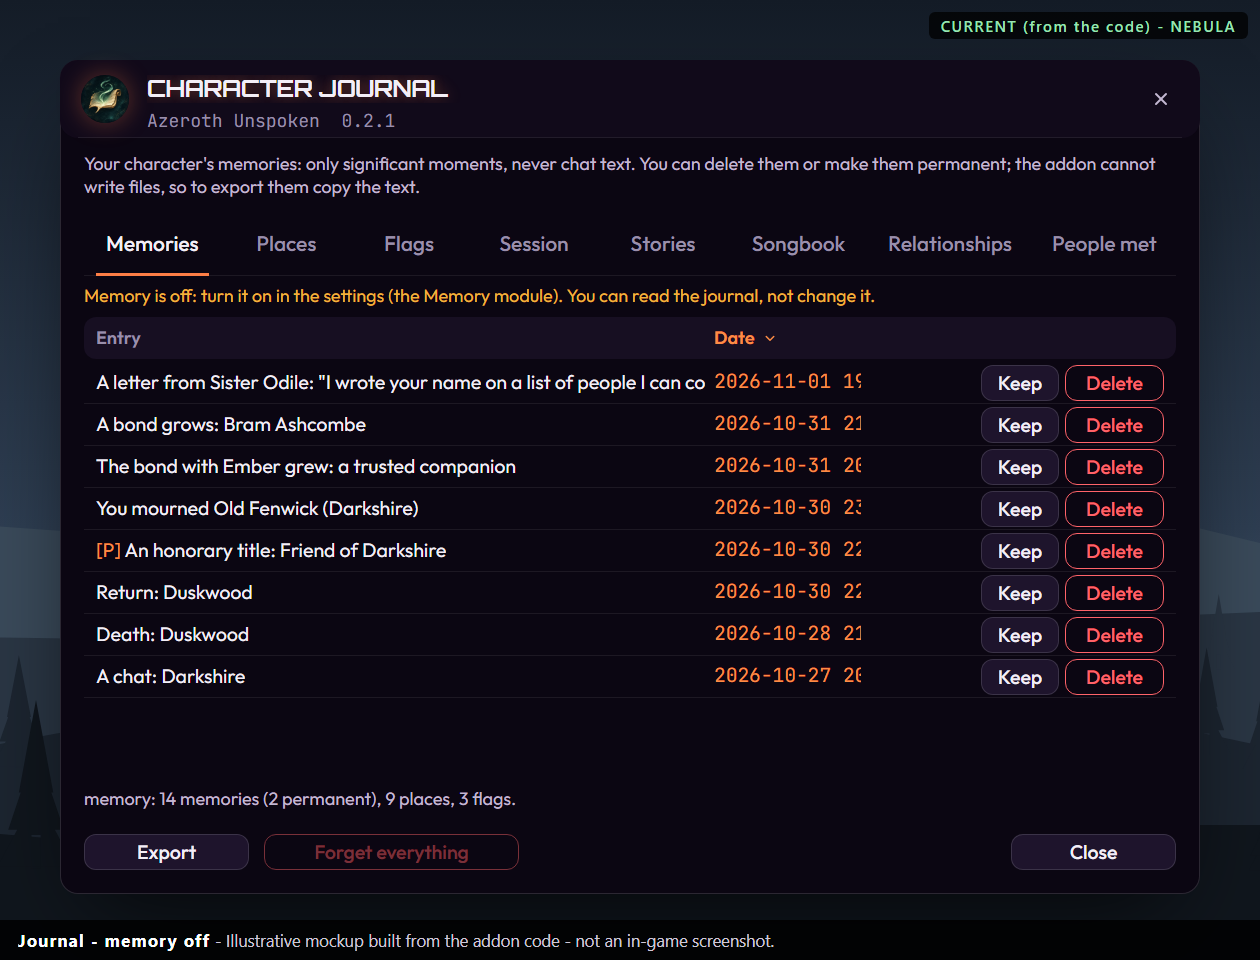 CURRENT (from the code) - NEBULA
CHARACTER JOURNAL
Azeroth Unspoken 0.2.1
Your character's memories: only significant moments, never chat text. You can delete them or make them permanent; the addon cannot
write files, so to export them copy the text.
Memories Places Flags Session Stories Songbook Relationships People met
Memory is off: turn it on in the settings (the Memory module). You can read the journal, not change it.
Entry Date
A letter from Sister Odile: "I wrote your name on a list of people I can co 2026-11-01 19 Keep Delete
A bond grows: Bram Ashcombe 2026-10-31 21 Keep Delete
The bond with Ember grew: a trusted companion 2026-10-31 20 Keep Delete
You mourned Old Fenwick (Darkshire) 2026-10-30 23 Keep Delete
[P] An honorary title: Friend of Darkshire 2026-10-30 22 Keep Delete
Return: Duskwood 2026-10-30 22 Keep Delete
Death: Duskwood 2026-10-28 21 Keep Delete
A chat: Darkshire 2026-10-27 20 Keep Delete
memory: 14 memories (2 permanent), 9 places, 3 flags.
Export Forget everything Close
Journal - memory off - Illustrative mockup built from the addon code - not an in-game screenshot.